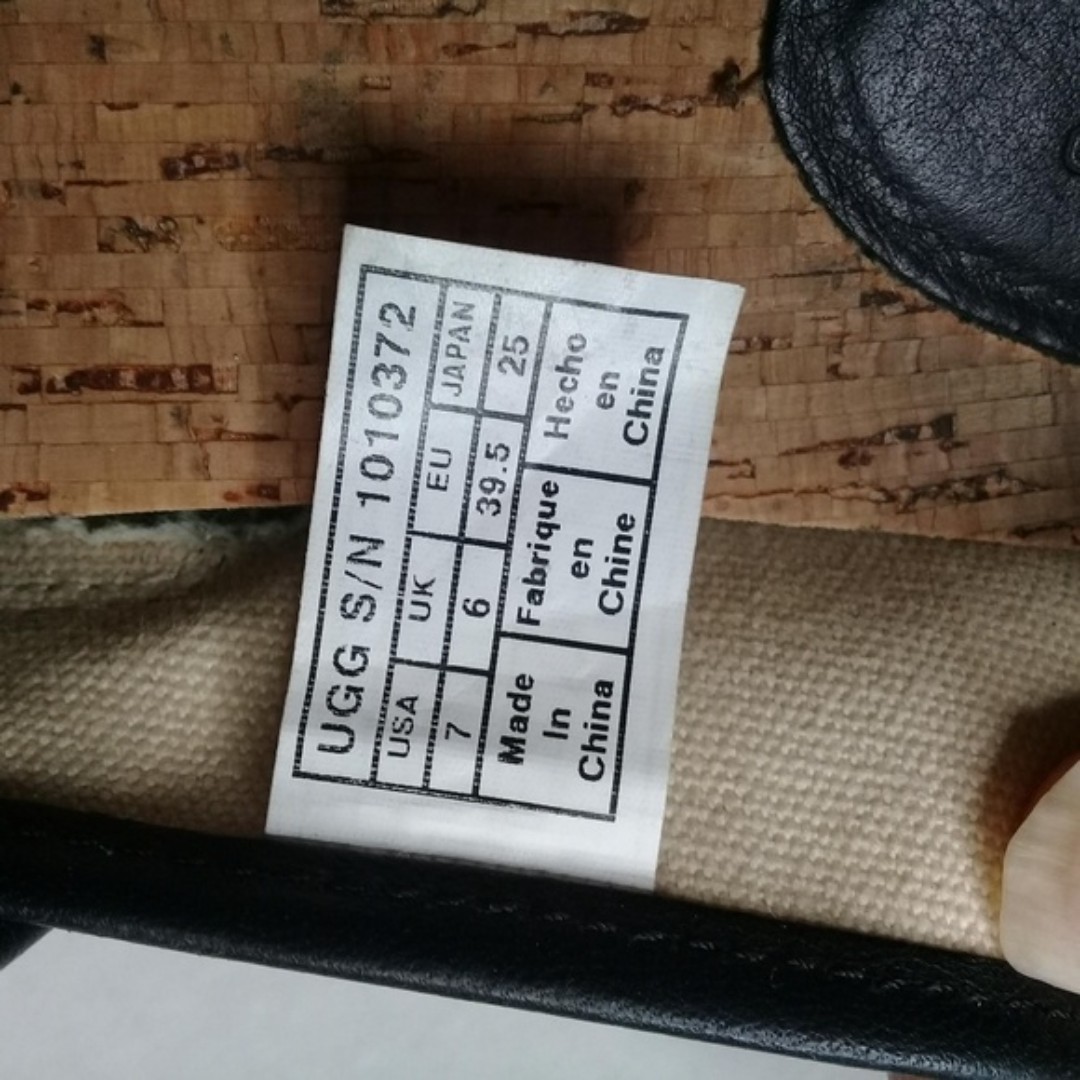 UGG S/N 1010372
USA UK EU JAPAN
7 6 39.5 25
Made In China
Fabrique en Chine
Hecho en China